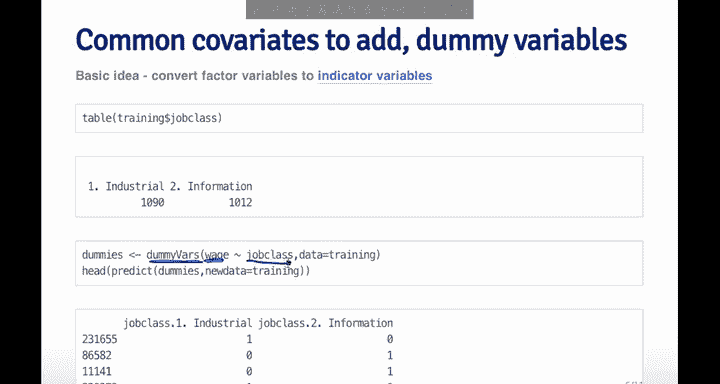 Common covariates to add, dummy variables
Basic idea - convert factor variables to indicator variables
table(training$jobclass)
1. Industrial 2. Information
1090 1012
dummies <- dummyVars(wage ~ jobclass,data=training)
head(predict(dummies,newdata=training))
jobclass.1. Industrial jobclass.2. Information
231655 1 0
86582 0 1
11141 0 1